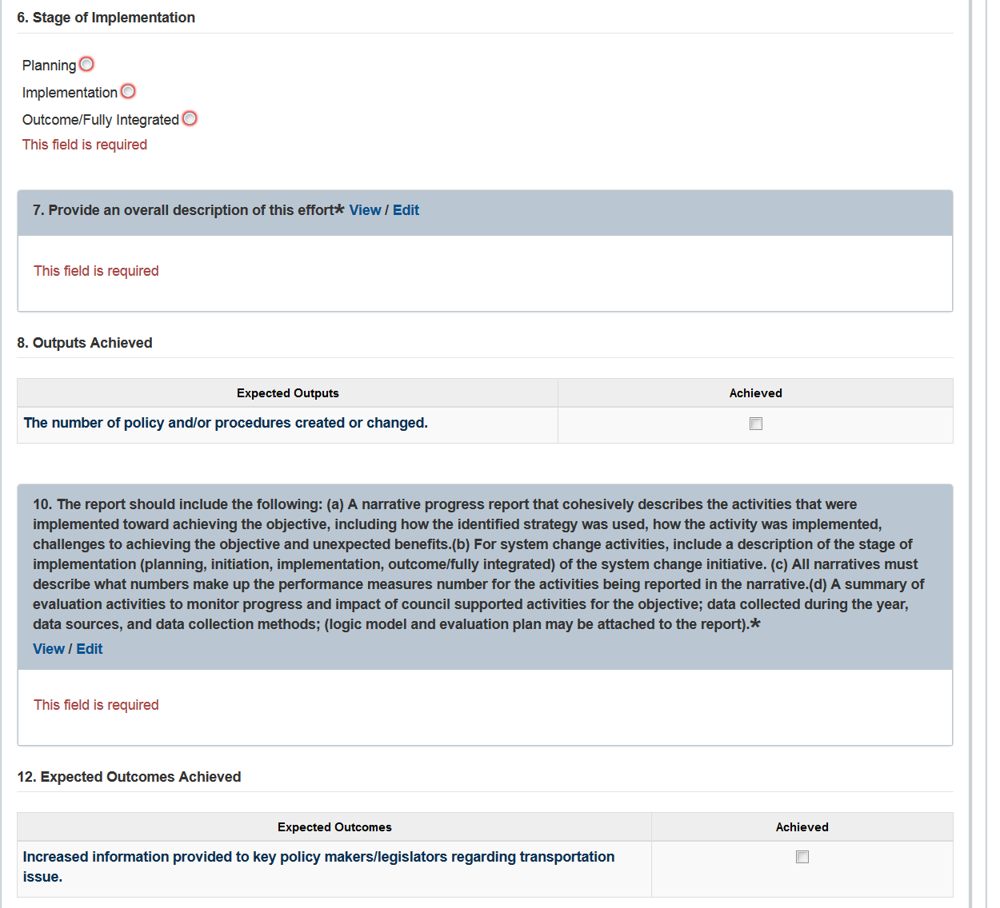 6. Stage of Implementation
Planning
Implementation
Outcome/Fully Integrated
This field is required
7. Provide an overall description of this effort* View / Edit
This field is required
8. Outputs Achieved
Expected Outputs Achieved
The number of policy and/or procedures created or changed.
10. The report should include the following: (a) A narrative progress report that cohesively describes the activities that were
implemented toward achieving the objective, including how the identified strategy was used, how the activity was implemented,
challenges to achieving the objective and unexpected benefits.(b) For system change activities, include a description of the stage of
implementation (planning, initiation, implementation, outcome/fully integrated) of the system change initiative. (c) All narratives must
describe what numbers make up the performance measures number for the activities being reported in the narrative.(d) A summary of
evaluation activities to monitor progress and impact of council supported activities for the objective; data collected during the year,
data sources, and data collection methods; (logic model and evaluation plan may be attached to the report).*
View / Edit
This field is required
12. Expected Outcomes Achieved
Expected Outcomes Achieved
Increased information provided to key policy makers/legislators regarding transportation
issue.